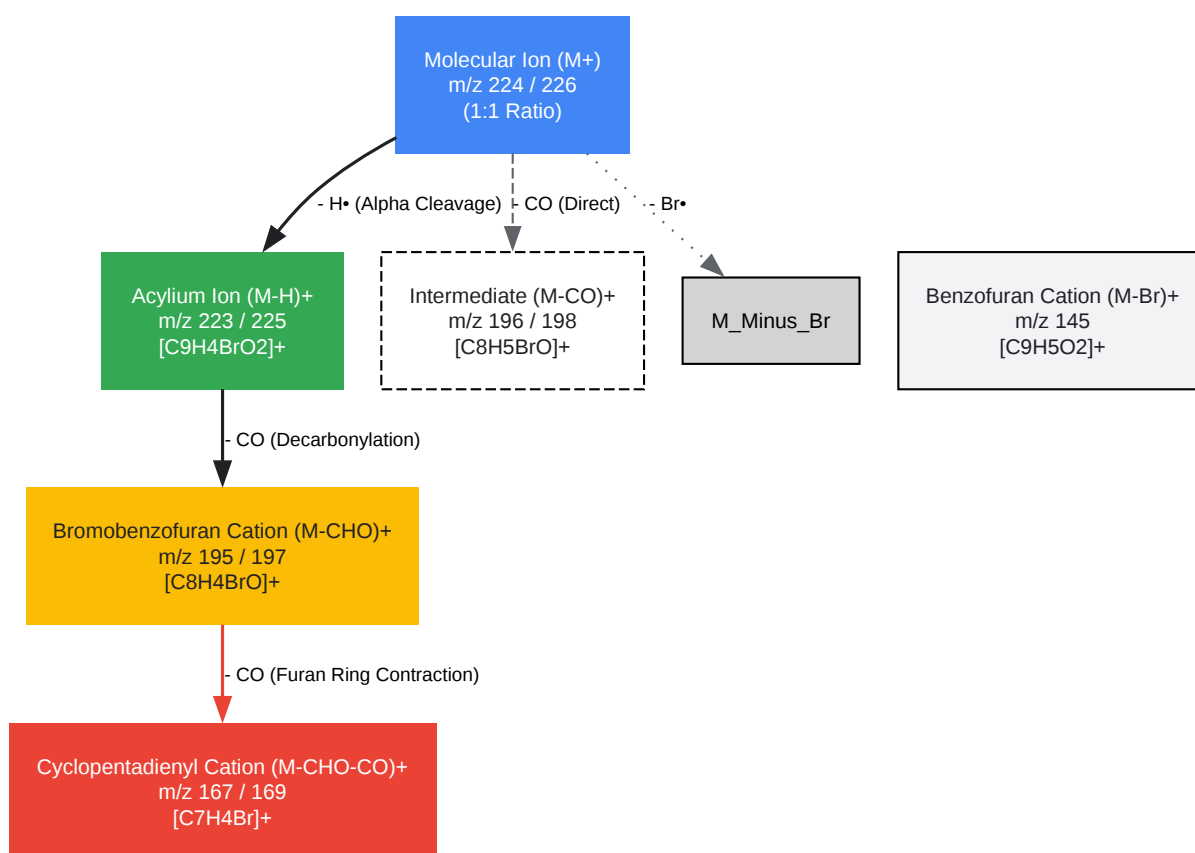 Molecular Ion (M+)
m/z 224 / 226
(1:1 Ratio)
- H• (Alpha Cleavage)
- CO (Direct)
- Br•
Acylium Ion (M-H)+
m/z 223 / 225
[C9H4BrO2]+
Intermediate (M-CO)+
m/z 196 / 198
[C8H5BrO]+
M_Minus_Br
Benzofuran Cation (M-Br)+
m/z 145
[C9H5O2]+
- CO (Decarbonylation)
Bromobenzofuran Cation (M-CHO)+
m/z 195 / 197
[C8H4BrO]+
- CO (Furan Ring Contraction)
Cyclopentadienyl Cation (M-CHO-CO)+
m/z 167 / 169
[C7H4Br]+